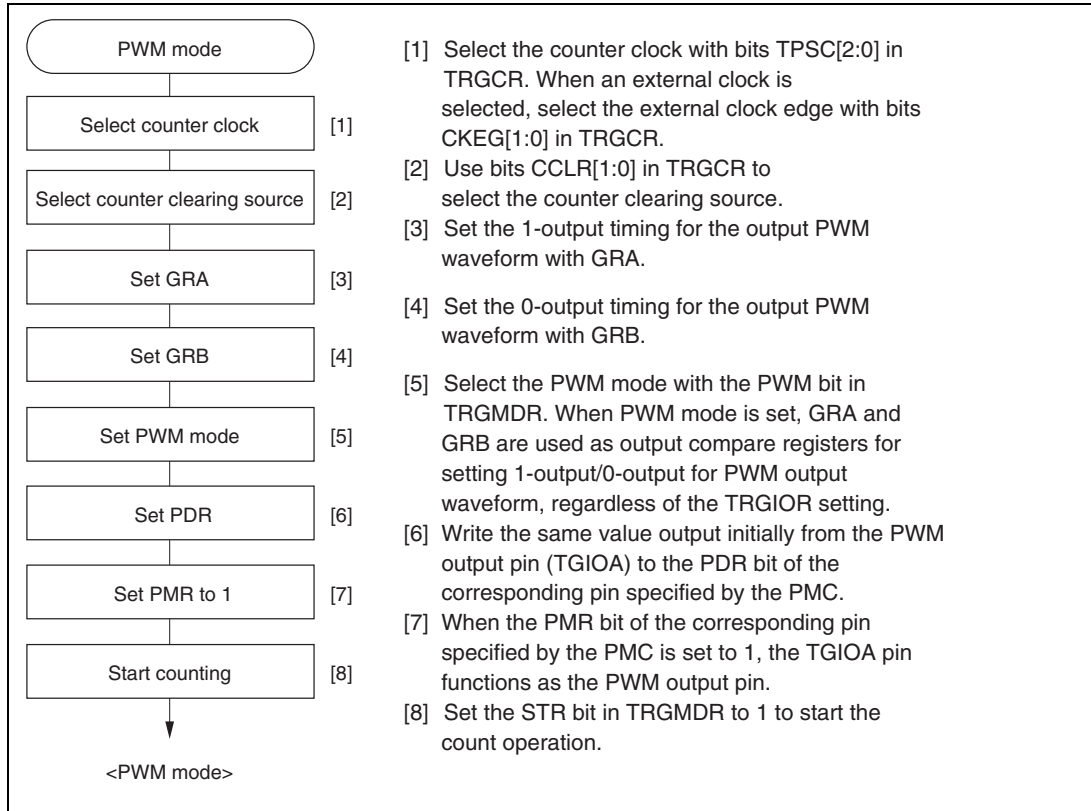 PWM mode
Select counter clock [1]
Select counter clearing source [2]
Set GRA [3]
Set GRB [4]
Set PWM mode [5]
Set PDR [6]
Set PMR to 1 [7]
Start counting [8]
<PWM mode>
[1] Select the counter clock with bits TPSC[2:0] in
TRGCR. When an external clock is
selected, select the external clock edge with bits
CKEG[1:0] in TRGCR.
[2] Use bits CCLR[1:0] in TRGCR to
select the counter clearing source.
[3] Set the 1-output timing for the output PWM
waveform with GRA.
[4] Set the 0-output timing for the output PWM
waveform with GRB.
[5] Select the PWM mode with the PWM bit in
TRGMDR. When PWM mode is set, GRA and
GRB are used as output compare registers for
setting 1-output/0-output for PWM output
waveform, regardless of the TRGIOR setting.
[6] Write the same value output initially from the PWM
output pin (TGIOA) to the PDR bit of the
corresponding pin specified by the PMC.
[7] When the PMR bit of the corresponding pin
specified by the PMC is set to 1, the TGIOA pin
functions as the PWM output pin.
[8] Set the STR bit in TRGMDR to 1 to start the
count operation.